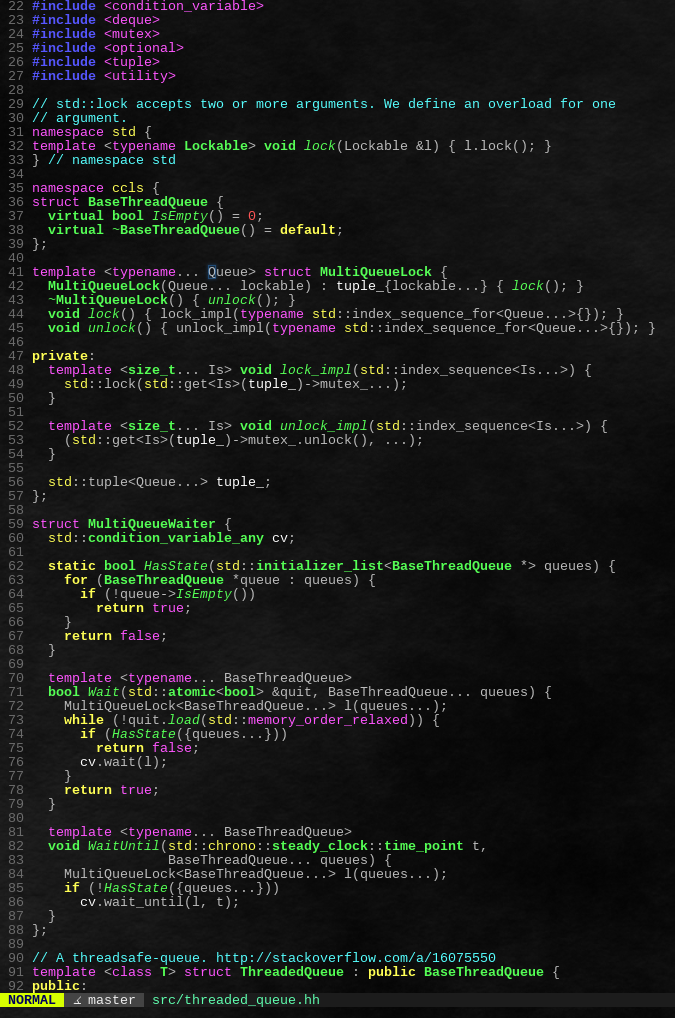 22 #include <condition_variable>
23 #include <deque>
24 #include <mutex>
25 #include <optional>
26 #include <tuple>
27 #include <utility>
28
29 // std::lock accepts two or more arguments. We define an overload for one
30 // argument.
31 namespace std {
32 template <typename Lockable> void lock(Lockable &l) { l.lock(); }
33 } // namespace std
34
35 namespace ccls {
36 struct BaseThreadQueue {
37   virtual bool IsEmpty() = 0;
38   virtual ~BaseThreadQueue() = default;
39 };
40
41 template <typename... Queue> struct MultiQueueLock {
42   MultiQueueLock(Queue... lockable) : tuple_{lockable...} { lock(); }
43   ~MultiQueueLock() { unlock(); }
44   void lock() { lock_impl(typename std::index_sequence_for<Queue...>{}); }
45   void unlock() { unlock_impl(typename std::index_sequence_for<Queue...>{}); }
46
47 private:
48   template <size_t... Is> void lock_impl(std::index_sequence<Is...>) {
49     std::lock(std::get<Is>(tuple_)->mutex_...);
50   }
51
52   template <size_t... Is> void unlock_impl(std::index_sequence<Is...>) {
53     (std::get<Is>(tuple_)->mutex_.unlock(), ...);
54   }
55
56   std::tuple<Queue...> tuple_;
57 };
58
59 struct MultiQueueWaiter {
60   std::condition_variable_any cv;
61
62   static bool HasState(std::initializer_list<BaseThreadQueue *> queues) {
63     for (BaseThreadQueue *queue : queues) {
64       if (!queue->IsEmpty())
65         return true;
66     }
67     return false;
68   }
69
70   template <typename... BaseThreadQueue>
71   bool Wait(std::atomic<bool> &quit, BaseThreadQueue... queues) {
72     MultiQueueLock<BaseThreadQueue...> l(queues...);
73     while (!quit.load(std::memory_order_relaxed)) {
74       if (HasState({queues...}))
75         return false;
76       cv.wait(l);
77     }
78     return true;
79   }
80
81   template <typename... BaseThreadQueue>
82   void WaitUntil(std::chrono::steady_clock::time_point t,
83                  BaseThreadQueue... queues) {
84     MultiQueueLock<BaseThreadQueue...> l(queues...);
85     if (!HasState({queues...}))
86       cv.wait_until(l, t);
87   }
88 };
89
90 // A threadsafe-queue. http://stackoverflow.com/a/16075550
91 template <class T> struct ThreadedQueue : public BaseThreadQueue {
92 public:
NORMAL master src/threaded_queue.hh